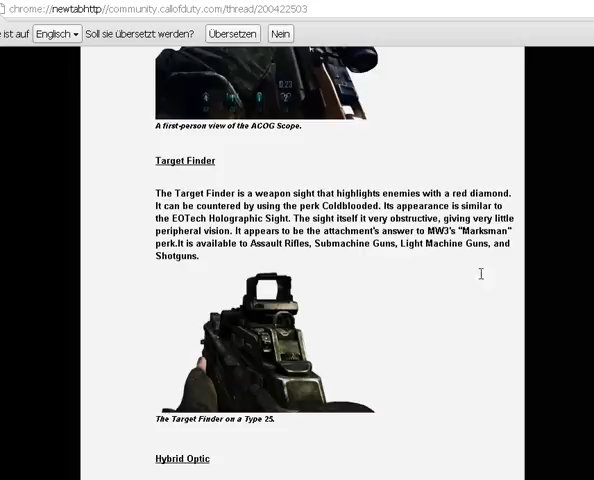 chrome://newtabhttp//community.callofduty.com/thread/200422503
e ist auf Englisch Soll sie übersetzt werden? Übersetzen Nein
0.23
A first-person view of the ACOG Scope.
Target Finder
The Target Finder is a weapon sight that highlights enemies with a red diamond.
It can be countered by using the perk Coldblooded. Its appearance is similar to
the EOTech Holographic Sight. The sight itself it very obstructive, giving very little
peripheral vision. It appears to be the attachment's answer to MW3's "Marksman"
perk.It is available to Assault Rifles, Submachine Guns, Light Machine Guns, and
Shotguns.
The Target Finder on a Type 25.
Hybrid Optic